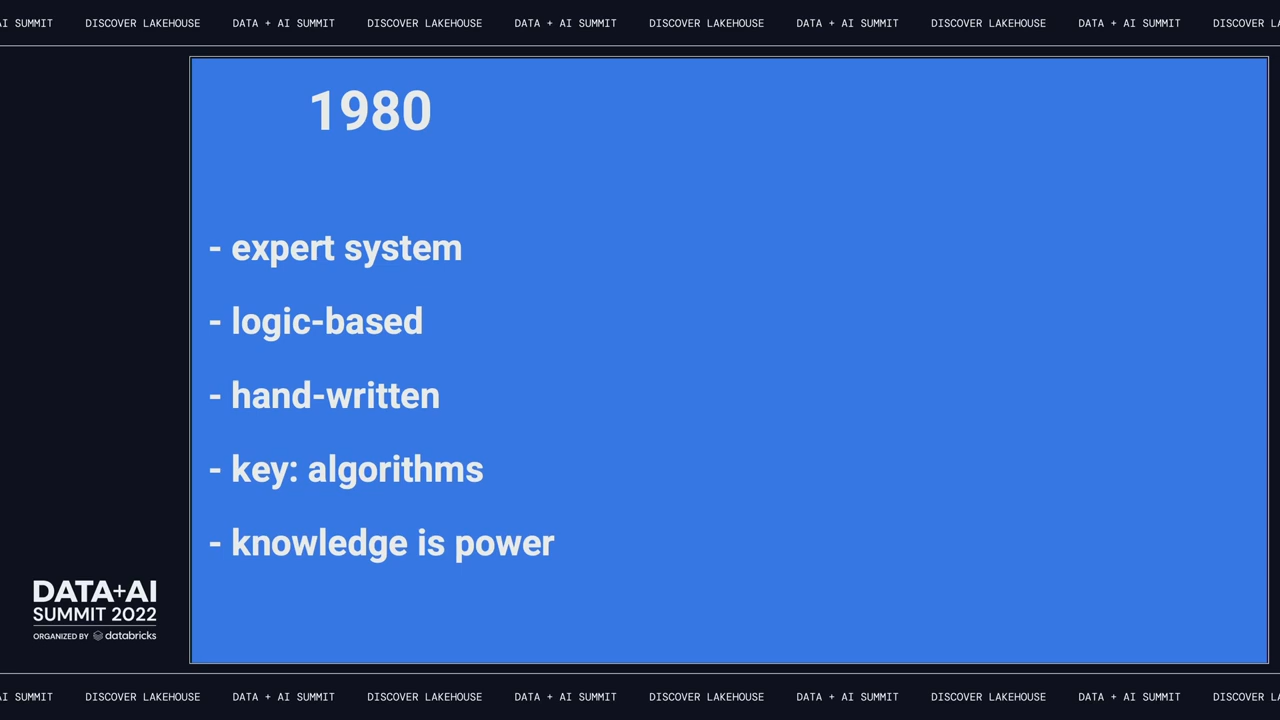 AI SUMMIT DISCOVER LAKEHOUSE DATA + AI SUMMIT DISCOVER LAKEHOUSE DATA + AI SUMMIT DISCOVER LAKEHOUSE DATA + AI SUMMIT DISCOVER LAKEHOUSE DATA + AI SUMMIT DISCOVER LA
1980
- expert system
- logic-based
- hand-written
- key: algorithms
- knowledge is power
DATA+AI
SUMMIT 2022
ORGANIZED BY databricks
AI SUMMIT DISCOVER LAKEHOUSE DATA + AI SUMMIT DISCOVER LAKEHOUSE DATA + AI SUMMIT DISCOVER LAKEHOUSE DATA + AI SUMMIT DISCOVER LAKEHOUSE DATA + AI SUMMIT DISCOVER LA